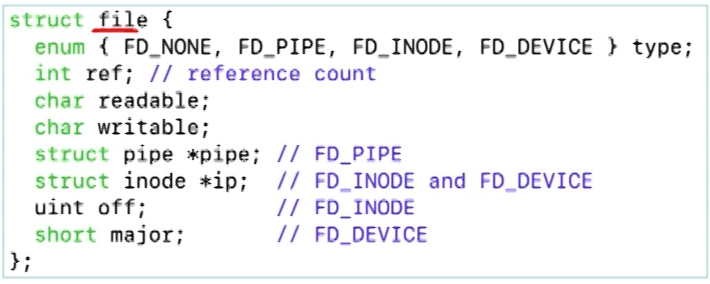 struct file {
  enum { FD_NONE, FD_PIPE, FD_INODE, FD_DEVICE } type;
  int ref; // reference count
  char readable;
  char writable;
  struct pipe *pipe; // FD_PIPE
  struct inode *ip;  // FD_INODE and FD_DEVICE
  uint off;          // FD_INODE
  short major;       // FD_DEVICE
};